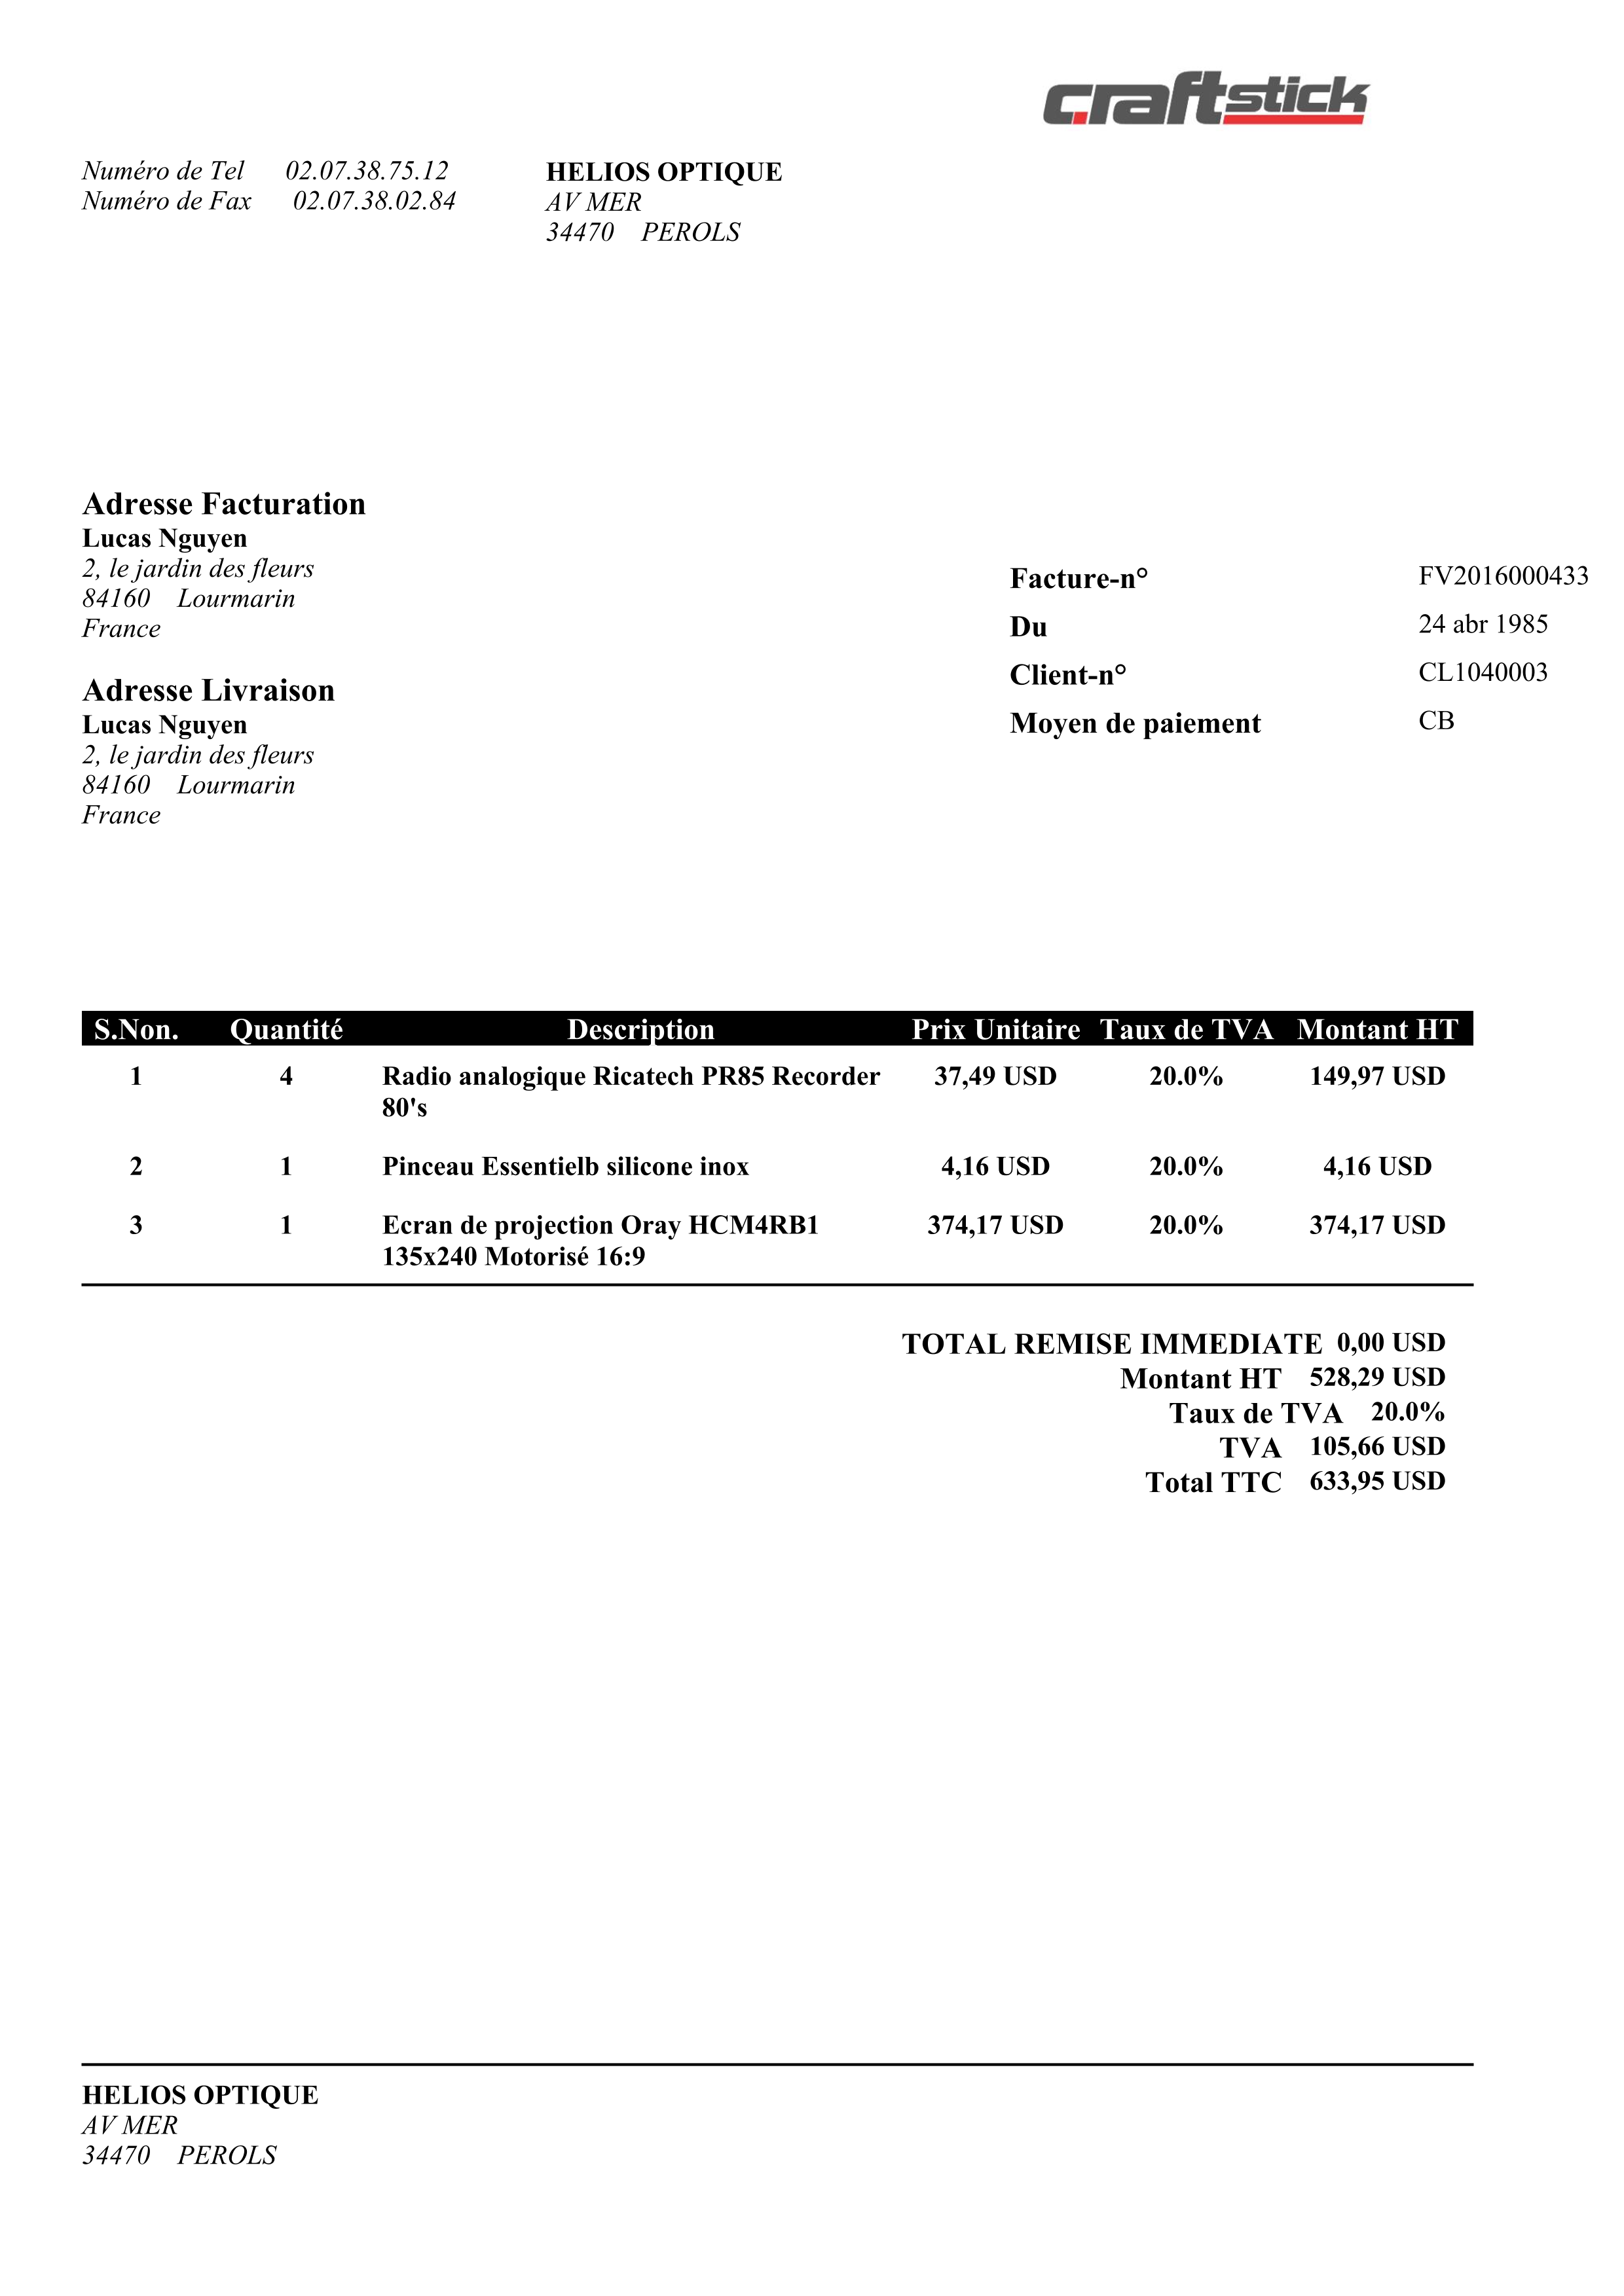 craftstick
Numéro de Tel 02.07.38.75.12
Numéro de Fax 02.07.38.02.84
HELIOS OPTIQUE
AV MER
34470 PEROLS
Adresse Facturation
Lucas Nguyen
2, le jardin des fleurs
84160 Lourmarin
France
Adresse Livraison
Lucas Nguyen
2, le jardin des fleurs
84160 Lourmarin
France
Facture-n° FV2016000433
Du 24 abr 1985
Client-n° CL1040003
Moyen de paiement CB
S.Non. Quantité Description Prix Unitaire Taux de TVA Montant HT
1 4 Radio analogique Ricatech PR85 Recorder 37,49 USD 20.0% 149,97 USD
80's
2 1 Pinceau Essentielb silicone inox 4,16 USD 20.0% 4,16 USD
3 1 Ecran de projection Oray HCM4RB1 374,17 USD 20.0% 374,17 USD
135x240 Motorisé 16:9
TOTAL REMISE IMMEDIATE 0,00 USD
Montant HT 528,29 USD
Taux de TVA 20.0%
TVA 105,66 USD
Total TTC 633,95 USD
HELIOS OPTIQUE
AV MER
34470 PEROLS